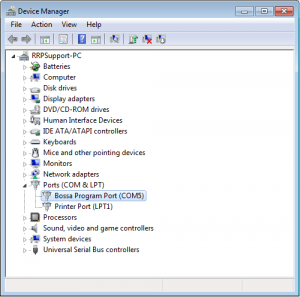 Device Manager
File Action View Help
RRPSupport-PC
Batteries
Computer
Disk drives
Display adapters
DVD/CD-ROM drives
Human Interface Devices
IDE ATA/ATAPI controllers
Keyboards
Mice and other pointing devices
Monitors
Network adapters
Ports (COM & LPT)
Bossa Program Port (COM5)
Printer Port (LPT1)
Processors
Sound, video and game controllers
System devices
Universal Serial Bus controllers